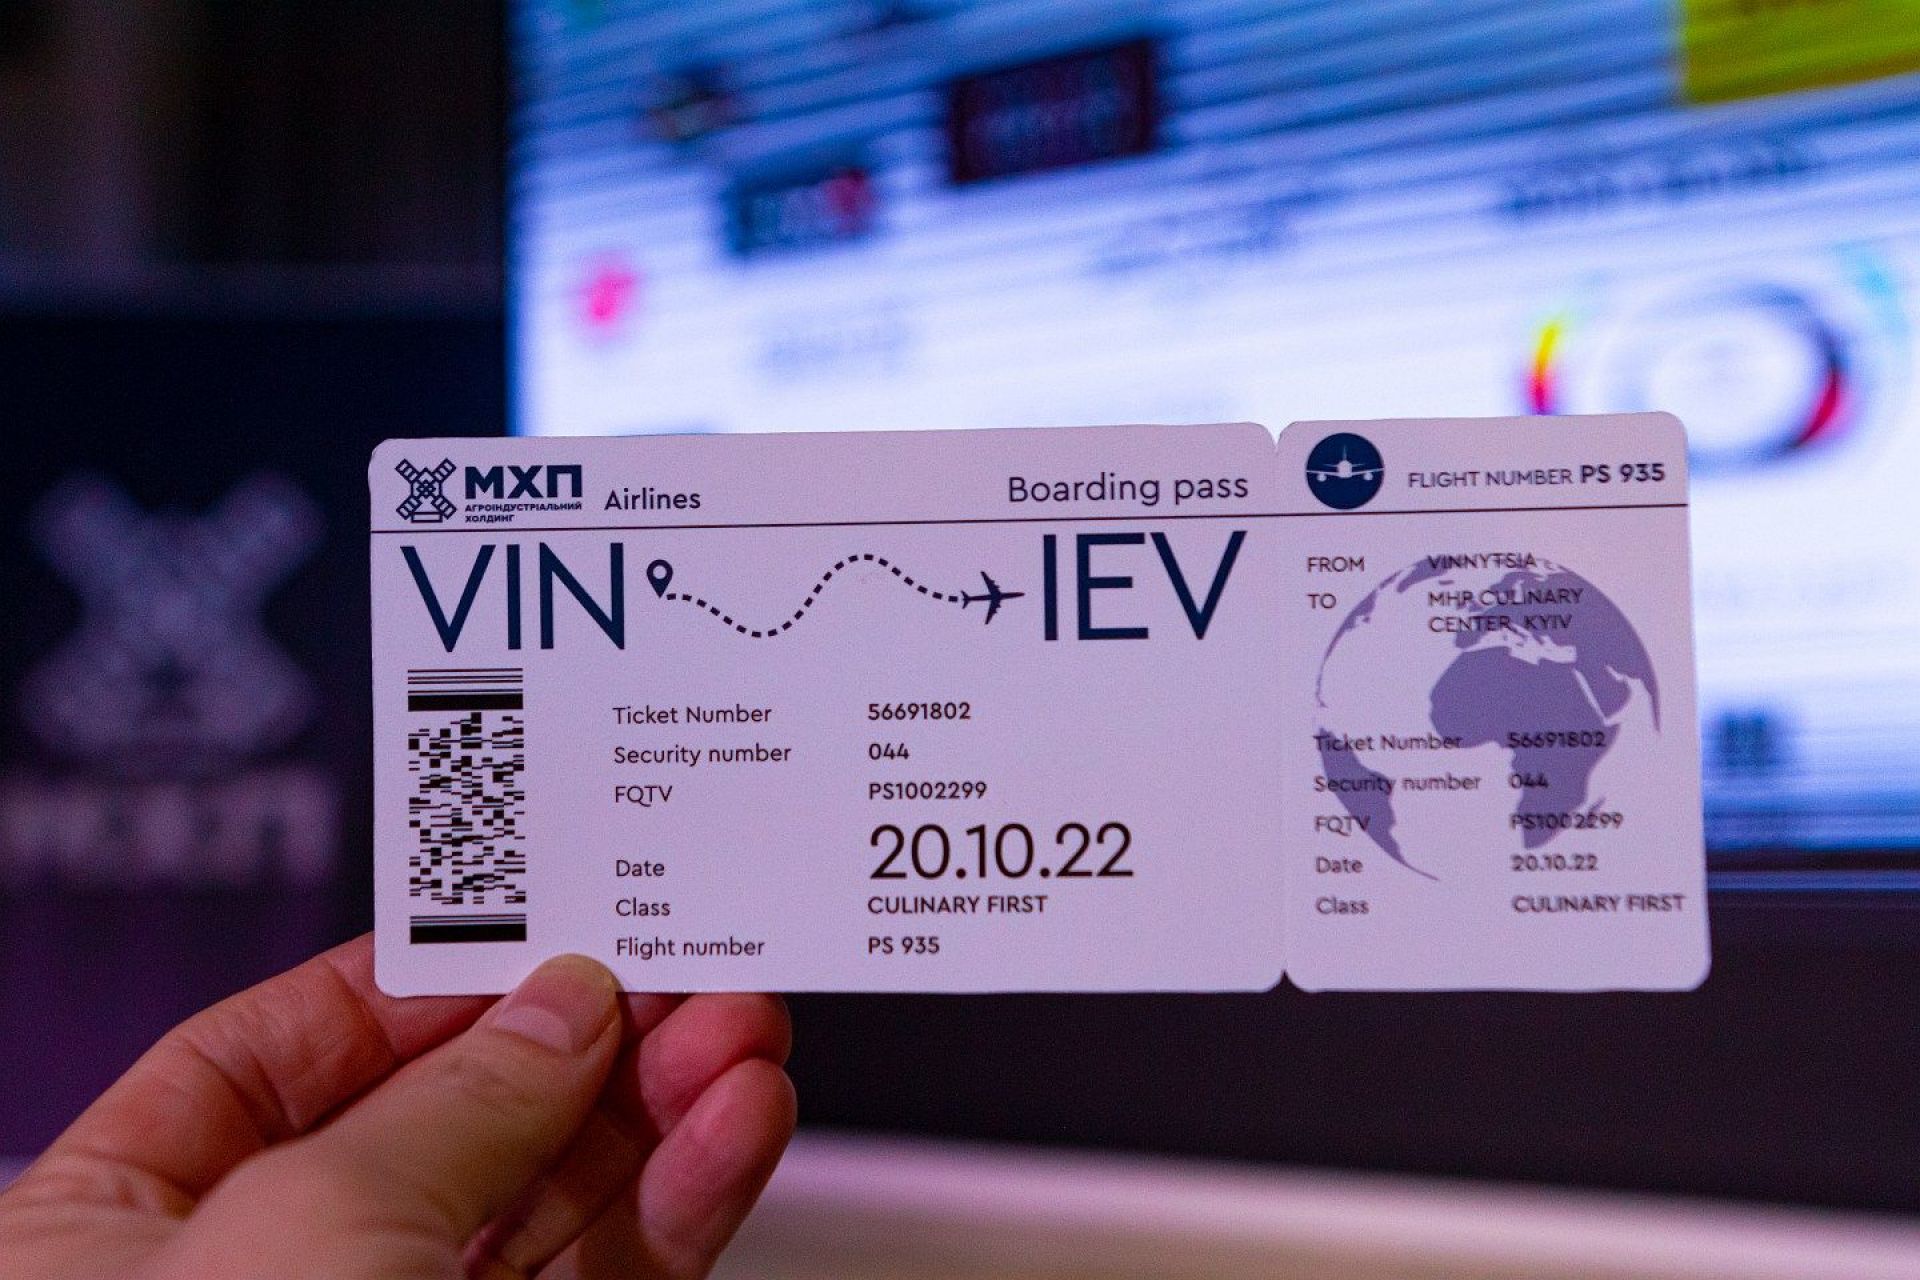 МХП
АГРОІНДУСТРІАЛЬНИЙ
ХОЛДИНГ
Airlines
Boarding pass
VIN IEV
Ticket Number 56691802
Security number 044
FQTV PS1002299
Date 20.10.22
Class CULINARY FIRST
Flight number PS 935
FLIGHT NUMBER PS 935
FROM VINNYTSIA
TO MHP CULINARY
CENTER, KYIV
Ticket Number 56691802
Security number 044
FQTV PS1002299
Date 20.10.22
Class CULINARY FIRST